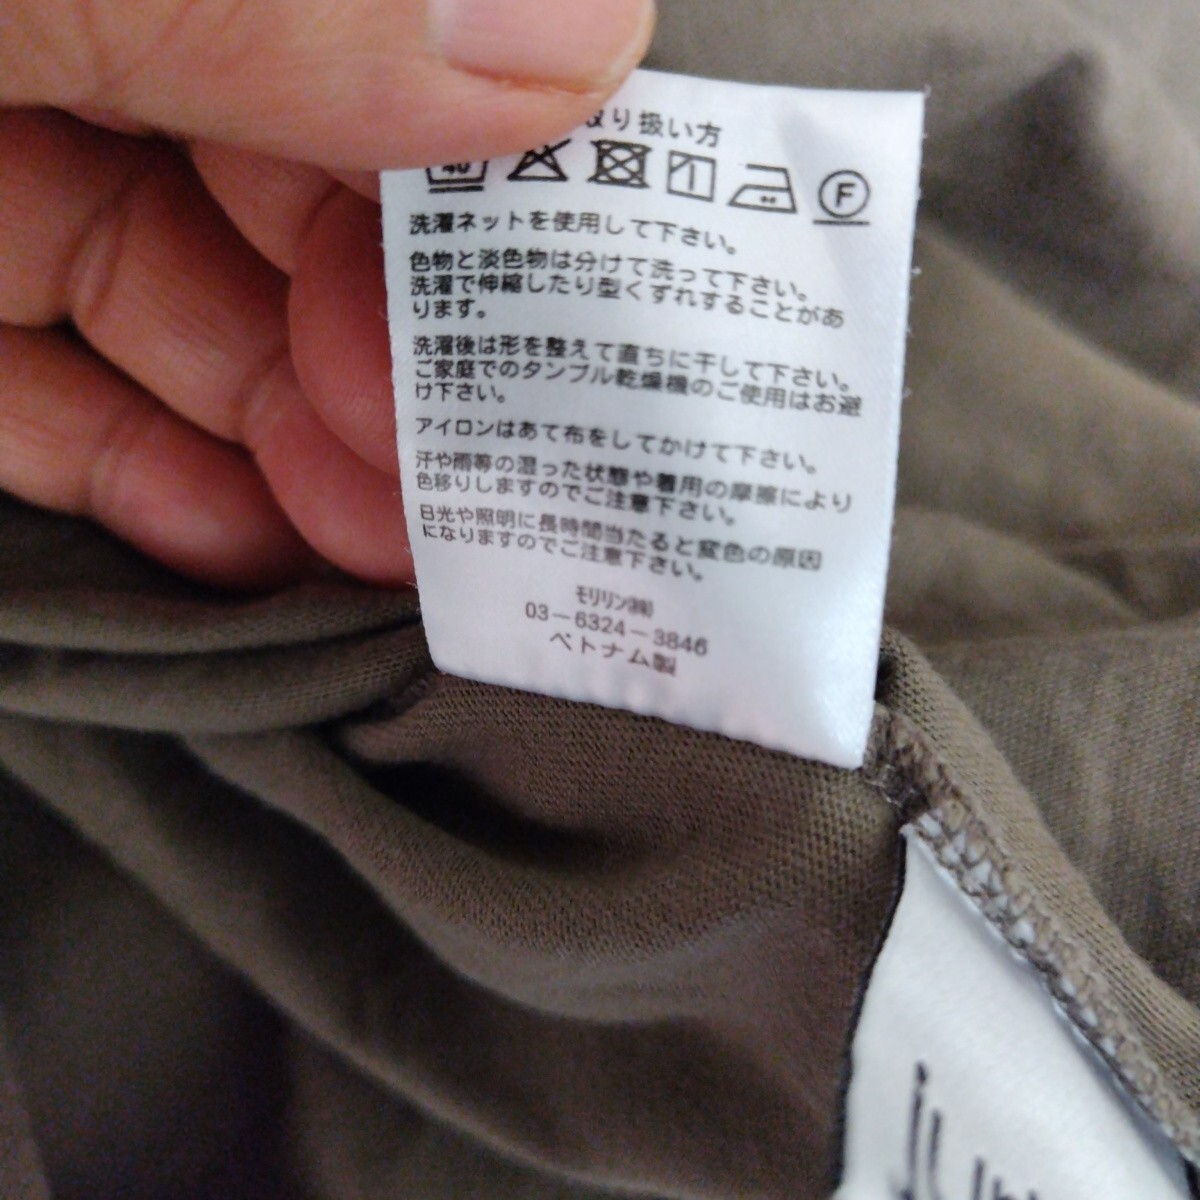 取り扱い方
40
F
洗濯ネットを使用して下さい。
色物と淡色物は分けて洗って下さい。
洗濯で伸縮したり型くずれすることがあ
ります。
洗濯後は形を整えて直ちに干して下さい。
ご家庭でのタンブル乾燥機のご使用はお避
け下さい。
アイロンはあて布をしてかけて下さい。
汗や雨等の湿った状態や着用の摩擦により
色移りしますのでご注意下さい。
日光や照明に長時間当たると変色の原因
になりますのでご注意下さい。
モリリン㈱
03-6324-3846
ベトナム製